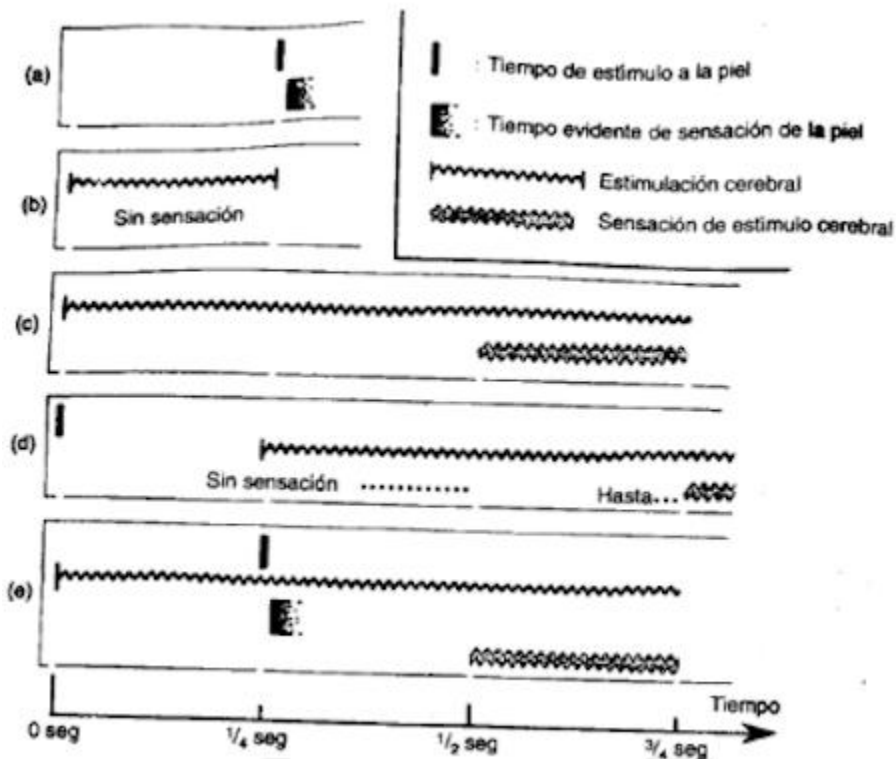 (a)
: Tiempo de estimulo a la piel
: Tiempo evidente de sensación de la piel
Estimulación cerebral
Sensación de estimulo cerebral
(b)
Sin sensación
(c)
(d)
Sin sensación ............ Hasta...
(e)
Tiempo
0 seg 1/4 seg 1/2 seg 3/4 seg